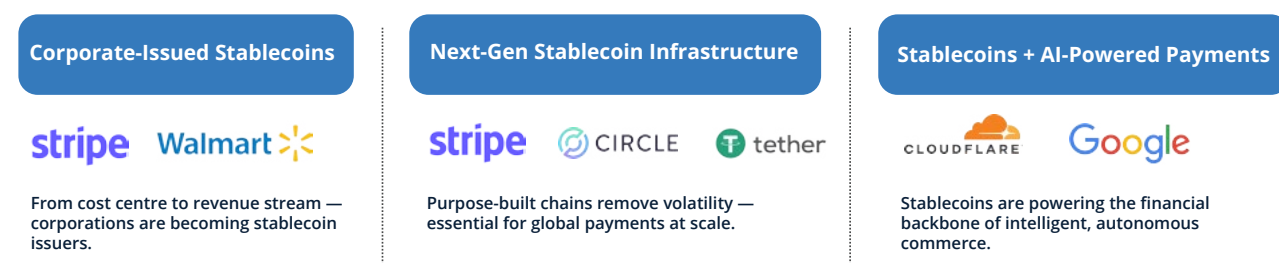 Corporate-Issued Stablecoins
stripe Walmart
From cost centre to revenue stream —
corporations are becoming stablecoin
issuers.
Next-Gen Stablecoin Infrastructure
stripe CIRCLE tether
Purpose-built chains remove volatility —
essential for global payments at scale.
Stablecoins + AI-Powered Payments
CLOUDFLARE Google
Stablecoins are powering the financial
backbone of intelligent, autonomous
commerce.